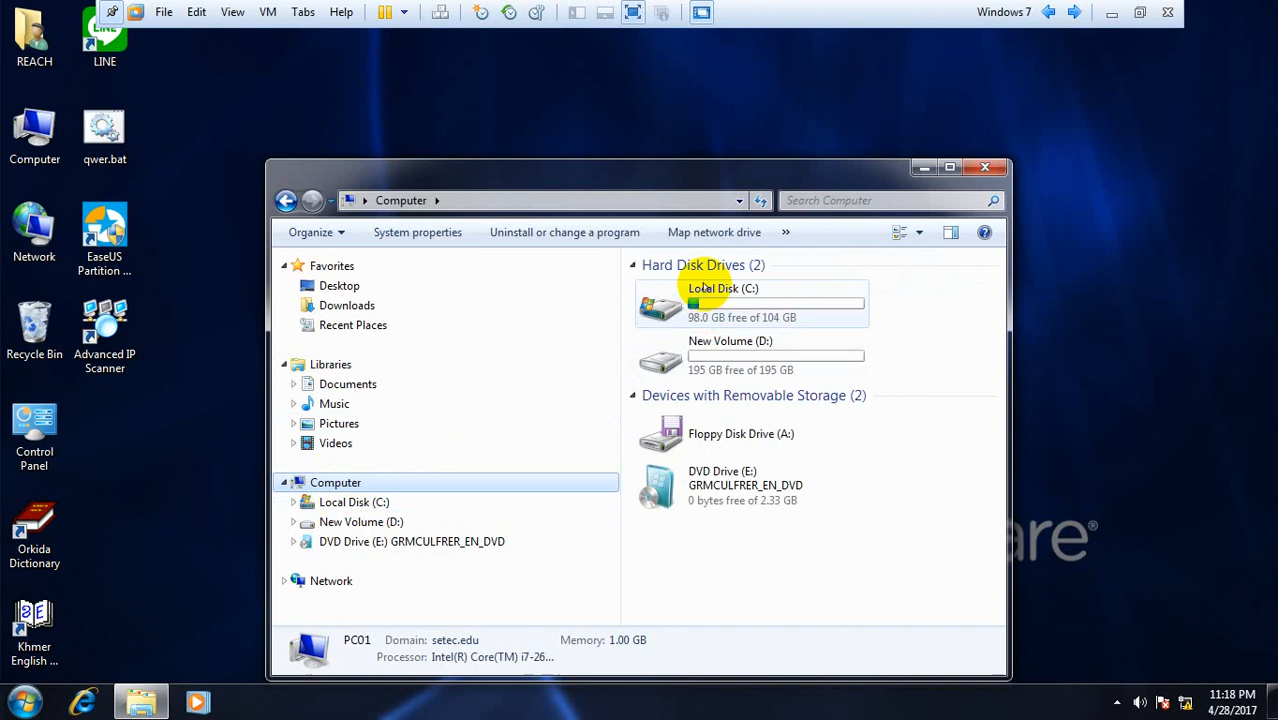 File Edit View VM Tabs Help
Windows 7
REACH
LINE
LINE
Computer
qwer.bat
Network
EaseUS
Partition ...
Recycle Bin
Advanced IP
Scanner
Control
Panel
Orkida
Dictionary
Khmer
English ...
Computer
Search Computer
Organize
System properties
Uninstall or change a program
Map network drive
»
Favorites
Desktop
Downloads
Recent Places
Libraries
Documents
Music
Pictures
Videos
Computer
Local Disk (C:)
New Volume (D:)
DVD Drive (E:) GRMCULFRER_EN_DVD
Network
Hard Disk Drives (2)
Local Disk (C:)
98.0 GB free of 104 GB
New Volume (D:)
195 GB free of 195 GB
Devices with Removable Storage (2)
Floppy Disk Drive (A:)
DVD Drive (E:)
GRMCULFRER_EN_DVD
0 bytes free of 2.33 GB
PC01 Domain: setec.edu Memory: 1.00 GB
Processor: Intel(R) Core(TM) i7-26...
are®
11:18 PM
4/28/2017